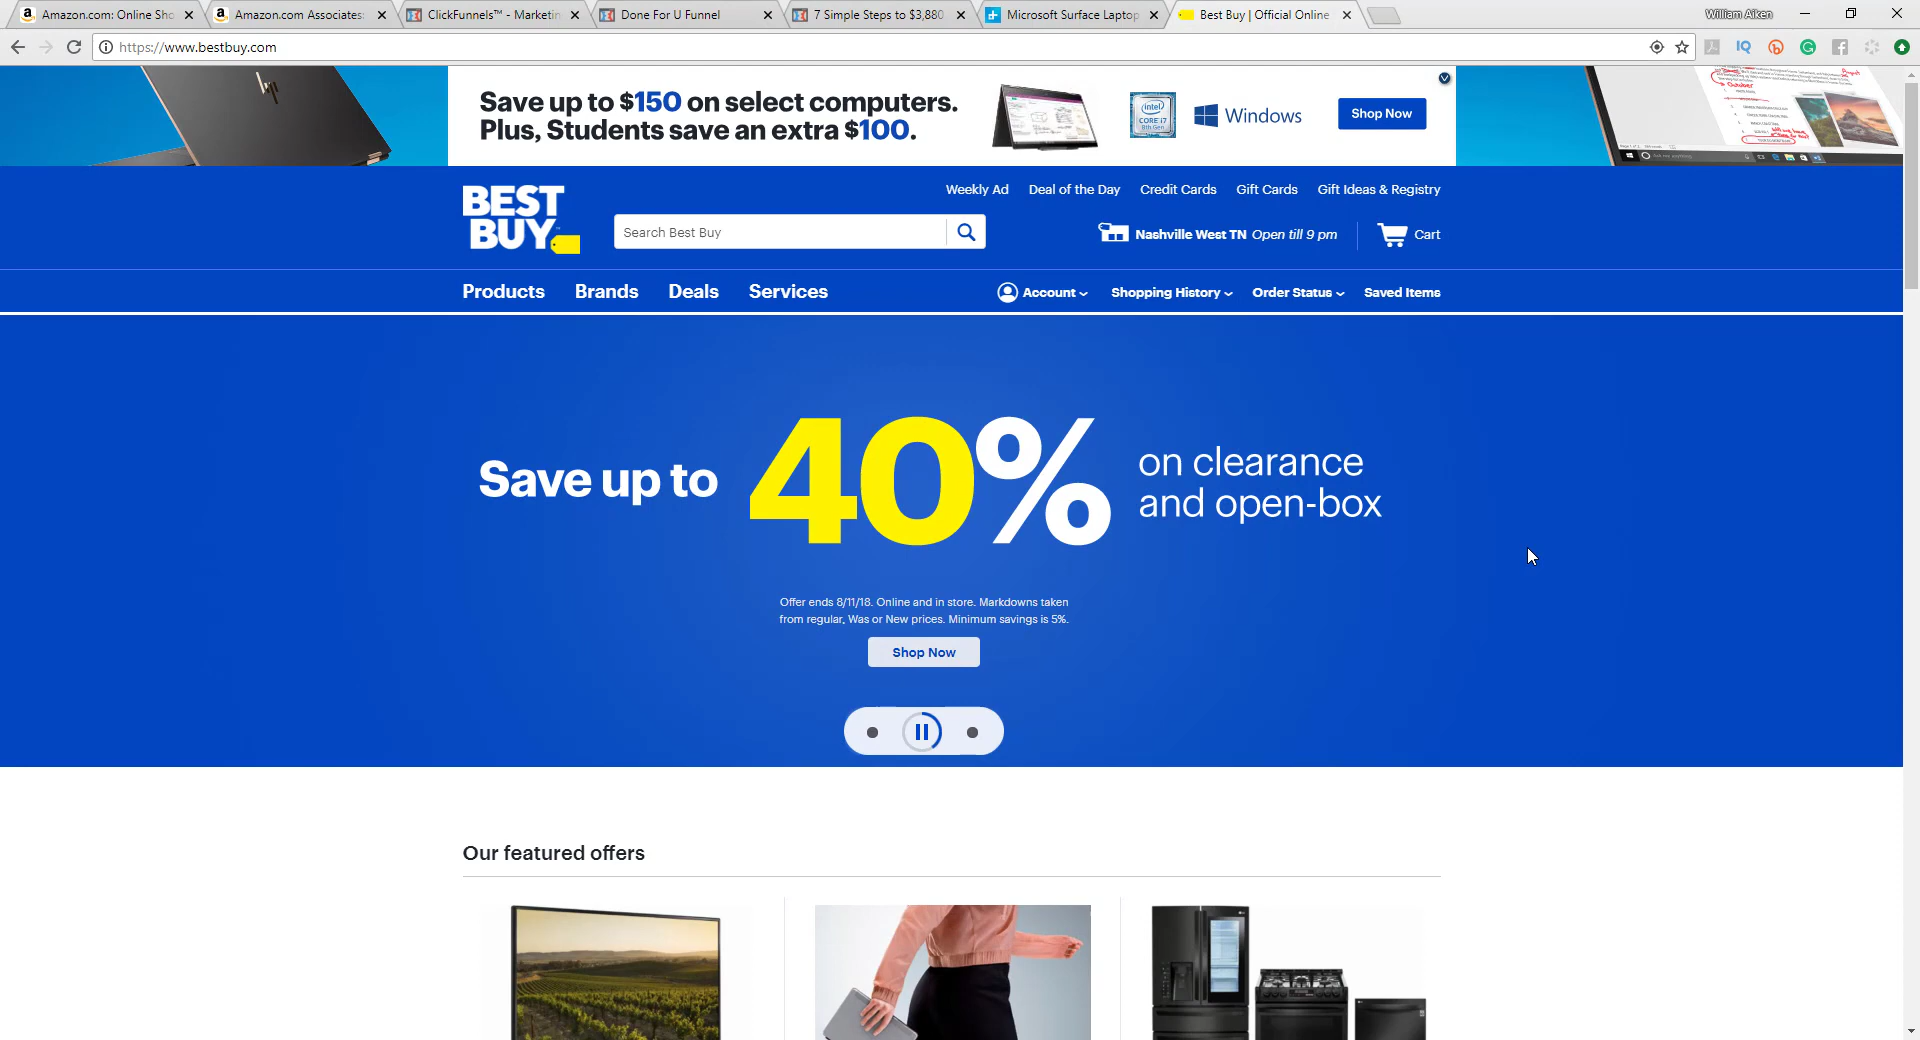 Amazon.com: Online Sho
Amazon.com Associates:
ClickFunnels™ - Marketin
Done For U Funnel
7 Simple Steps to $3,880
Microsoft Surface Laptop
Best Buy | Official Online
William Aiken
https://www.bestbuy.com
Save up to $150 on select computers.
Plus, Students save an extra $100.
intel
CORE i7
8th Gen
Windows
Shop Now
Weekly Ad
Deal of the Day
Credit Cards
Gift Cards
Gift Ideas & Registry
BEST
BUY
Search Best Buy
Nashville West TN Open till 9 pm
Cart
Products
Brands
Deals
Services
Account
Shopping History
Order Status
Saved Items
Save up to
40%
on clearance
and open-box
Offer ends 8/11/18. Online and in store. Markdowns taken
from regular, Was or New prices. Minimum savings is 5%.
Shop Now
Our featured offers